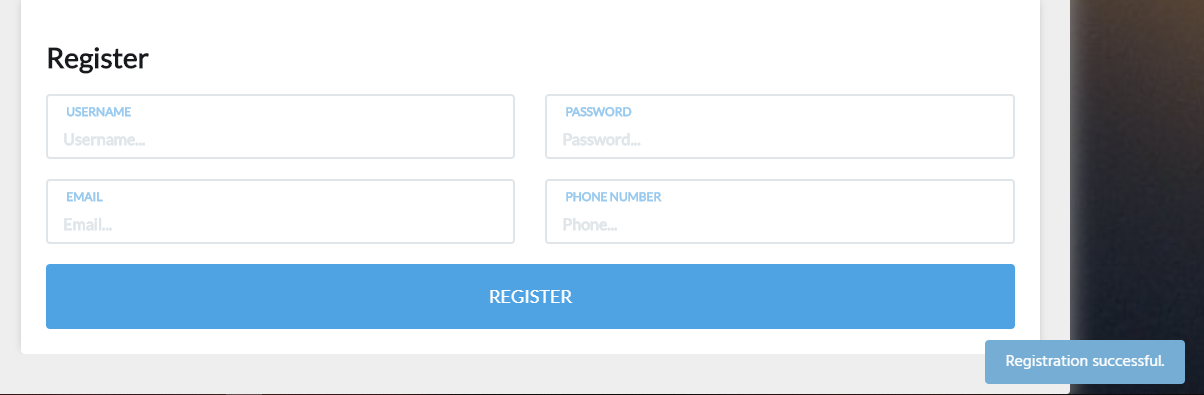 Register
USERNAME PASSWORD
Username... Password...
EMAIL PHONE NUMBER
Email... Phone...
REGISTER
Registration successful.